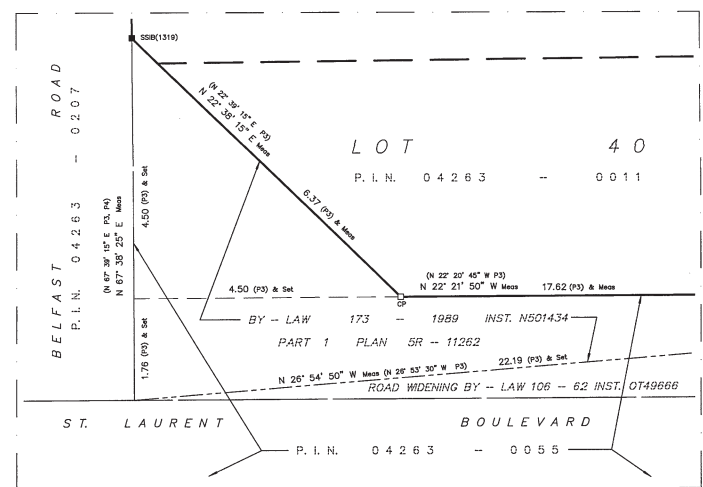 SSIB(1319)
BELFAST ROAD
P.I.N. 04263 - 0207
(N 67° 39' 15" E P3, P4)
N 67° 38' 25" E Meas
4.50 (P3) & Set
1.76 (P3) & Set
(N 22° 39' 15" E P3)
N 22° 38' 15" E Meas
6.37 (P3) & Meas
LOT 40
P.I.N. 04263 - 0011
4.50 (P3) & Set
CP
(N 22° 20' 45" W P3)
N 22° 21' 50" W Meas 17.62 (P3) & Meas
BY - LAW 173 - 1989 INST. N501434
PART 1 PLAN 5R - 11262
22.19 (P3) & Set
N 26° 54' 50" W Meas (N 26° 53' 30" W P3)
ROAD WIDENING BY - LAW 106 - 62 INST. OT49666
ST. LAURENT BOULEVARD
P.I.N. 04263 - 0055